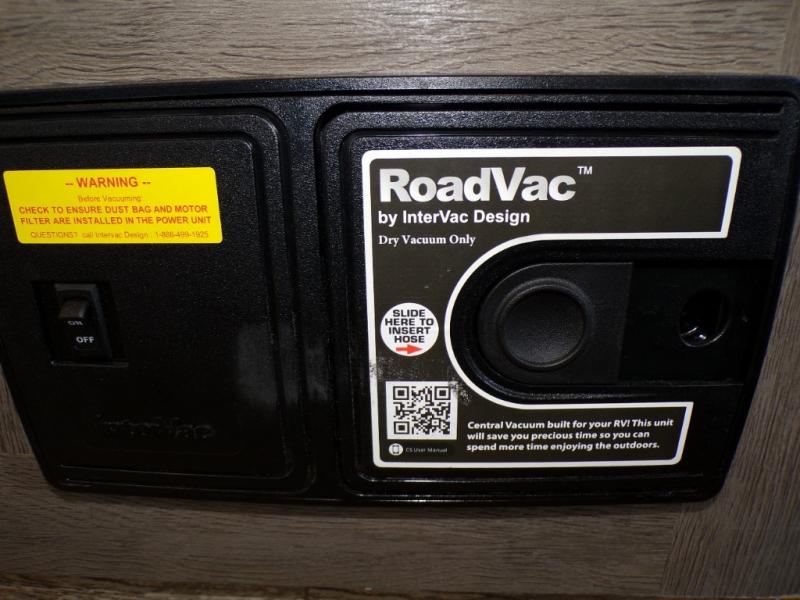 -- WARNING --
Before Vacuuming:
CHECK TO ENSURE DUST BAG AND MOTOR
FILTER ARE INSTALLED IN THE POWER UNIT
QUESTIONS? call Intervac Design : 1-888-499-1925
ON
OFF
InterVac
RoadVac™
by InterVac Design
Dry Vacuum Only
SLIDE
HERE TO
INSERT
HOSE
CS User Manual
Central Vacuum built for your RV! This unit
will save you precious time so you can
spend more time enjoying the outdoors.